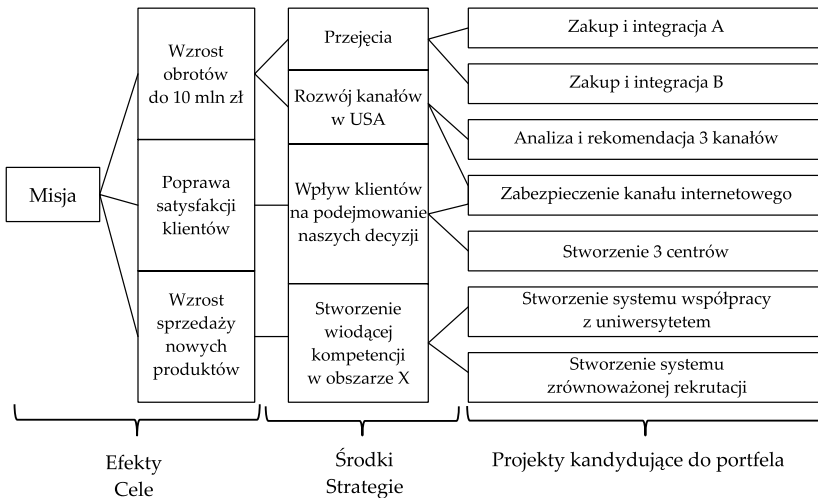 Misja
Wzrost
obrotów
do 10 mln zł
Poprawa
satysfakcji
klientów
Wzrost
sprzedaży
nowych
produktów
Przejęcia
Rozwój kanałów
w USA
Wpływ klientów
na podejmowanie
naszych decyzji
Stworzenie
wiodącej
kompetencji
w obszarze X
Zakup i integracja A
Zakup i integracja B
Analiza i rekomendacja 3 kanałów
Zabezpieczenie kanału internetowego
Stworzenie 3 centrów
Stworzenie systemu współpracy
z uniwersytetem
Stworzenie systemu
zrównoważonej rekrutacji
Efekty
Cele
Środki
Strategie
Projekty kandydujące do portfela